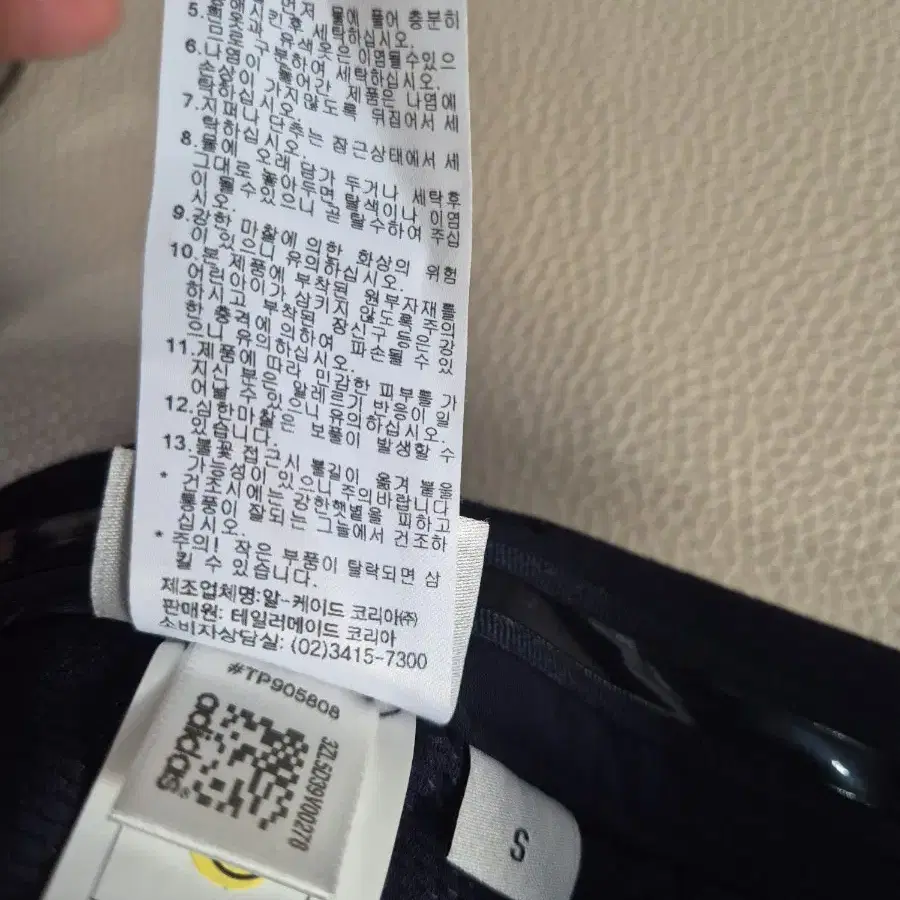 5.
먼저 물에 풀어 충분히
후 세탁하십시오.
유색옷은 이염될수있으
구분하여 세탁하십시오.
6.나염이 들어간 제품은 나염에
손상이 가지않도록 뒤집어서 세
탁하십시오.
7.지퍼나 단추는 잠근상태에서 세
탁하십시오.
8.물에 오래 담가 두거나 세탁후
그대로 놓아두면 탈색이나 이염
이 될수있으니 곧 탈수하여 주십
시오.
9.강한 마찰에 의한 화상의 위험
이 있으니 유의하십시오.
10.본 제품에 부착된 원부자재를
어린아이가 삼키지 않도록 주의
하시고 부착된 장신구 등은 강
한 충격에 의하여 파손될 수 있
으니 유의하십시오.
11.제품에 따라 민감한 피부를 가
지신 분은 알레르기 반응이 일
어날 수 있으니 유의하십시오.
12.심한마찰은 보풀이 발생할 수
있습니다.
13.불꽃 접근시 불길이 옮겨 붙을
가능성이 있으니 주의바랍니다
* 건조시에는 강한햇볕을 피하고
통풍이 잘되는 그늘에서 건조하
십시오.
* 주의! 작은 부품이 탈락되면 삼
킬 수 있습니다.
제조업체명:알-케이드 코리아㈜
판매원: 테일러메이드 코리아
소비자상담실: (02)3415-7300
#TP905808
adidas®
32L5D39V00270
S